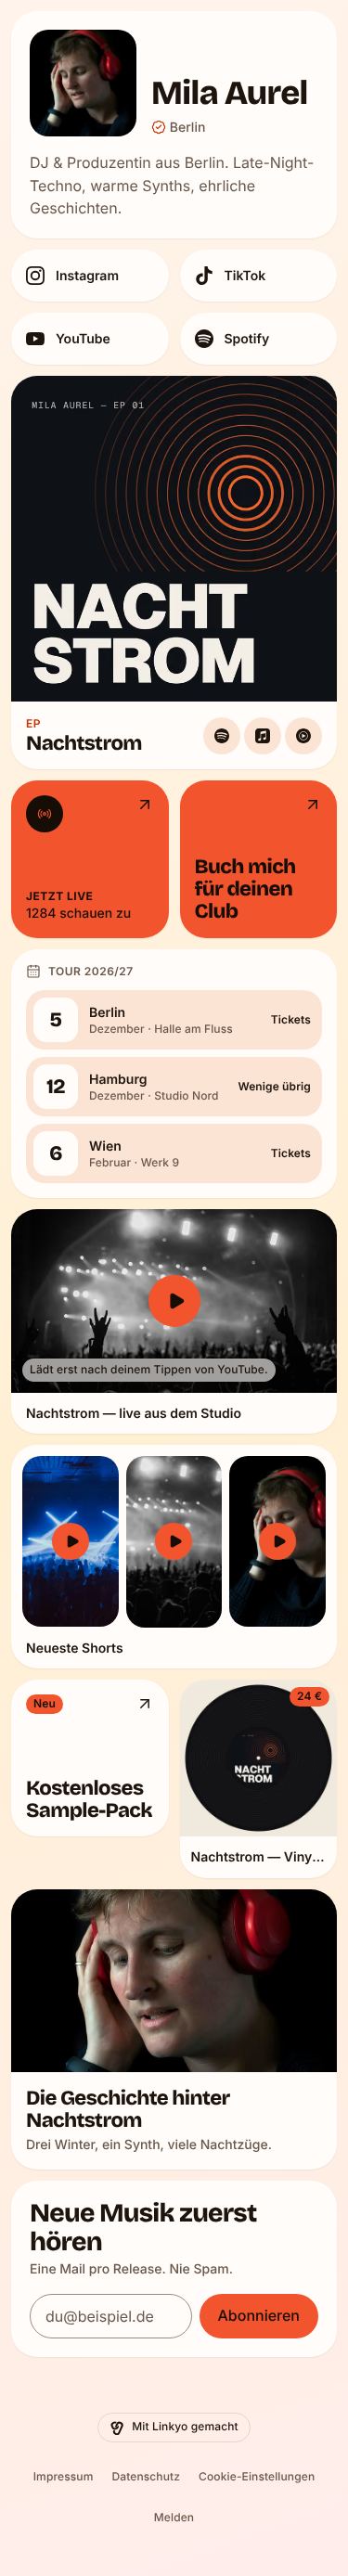 Mila Aurel
Berlin
DJ & Produzentin aus Berlin. Late-Night-
Techno, warme Synths, ehrliche
Geschichten.
Instagram
TikTok
YouTube
Spotify
MILA AUREL — EP 01
NACHT
STROM
EP
Nachtstrom
JETZT LIVE
1284 schauen zu
Buch mich
für deinen
Club
TOUR 2026/27
5
Berlin
Dezember · Halle am Fluss
Tickets
12
Hamburg
Dezember · Studio Nord
Wenige übrig
6
Wien
Februar · Werk 9
Tickets
Lädt erst nach deinem Tippen von YouTube.
Nachtstrom — live aus dem Studio
Neueste Shorts
Neu
Kostenloses
Sample-Pack
24 €
NACHT
STROM
Nachtstrom — Viny...
Die Geschichte hinter
Nachtstrom
Drei Winter, ein Synth, viele Nachtzüge.
Neue Musik zuerst
hören
Eine Mail pro Release. Nie Spam.
du@beispiel.de
Abonnieren
Mit Linkyo gemacht
Impressum
Datenschutz
Cookie-Einstellungen
Melden